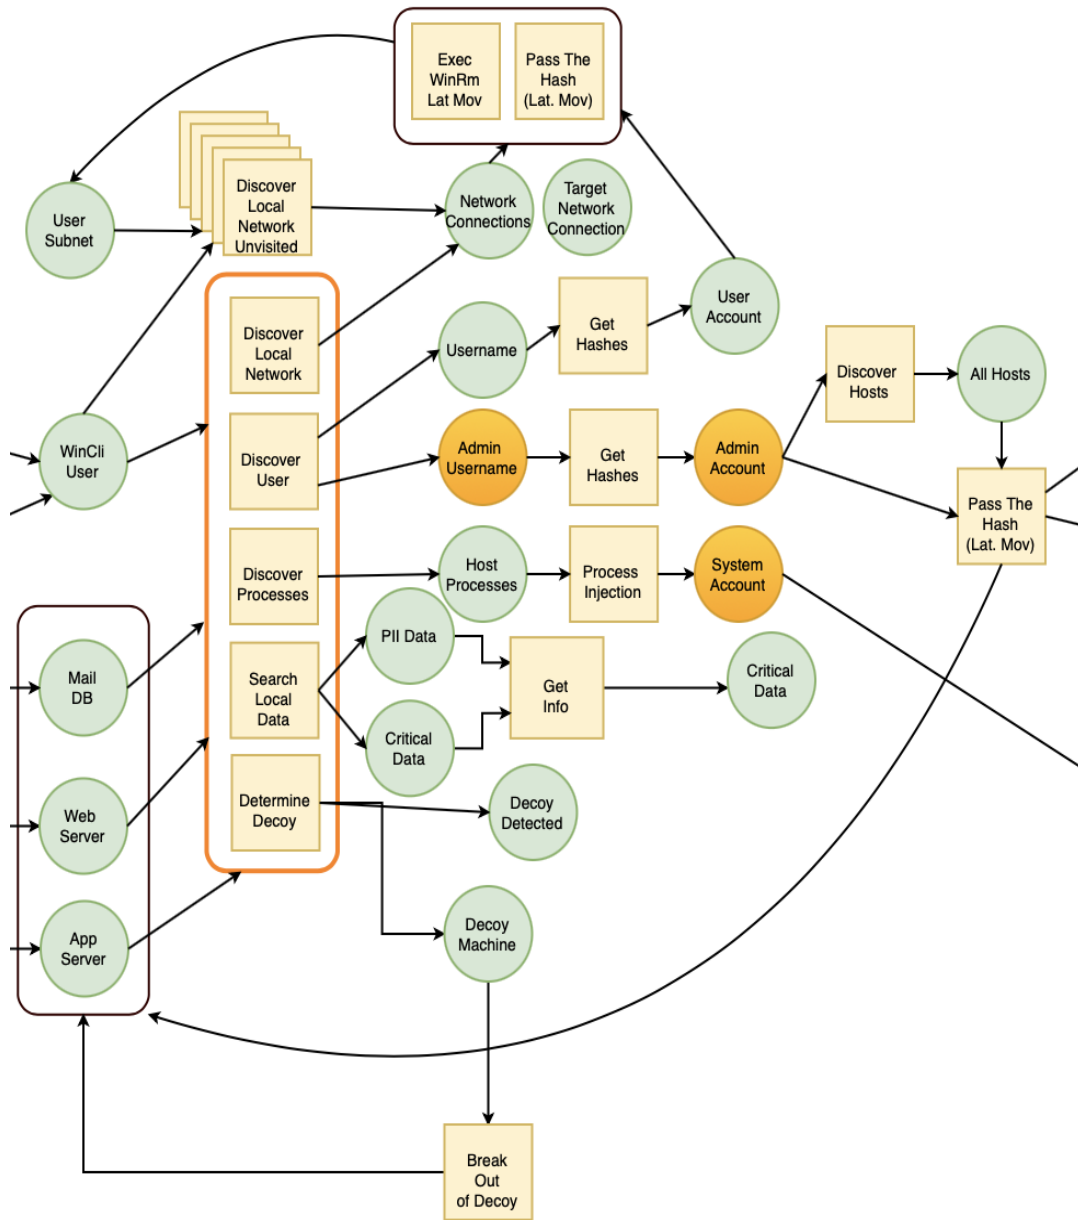 Exec
WinRm
Lat Mov
Pass The
Hash
(Lat. Mov)
User
Subnet
Discover
Local
Network
Unvisited
Network
Connections
Target
Network
Connection
Discover
Local
Network
Username
Get
Hashes
User
Account
Discover
Hosts
All Hosts
WinCli
User
Discover
User
Admin
Username
Get
Hashes
Admin
Account
Pass The
Hash
(Lat. Mov)
Discover
Processes
Host
Processes
Process
Injection
System
Account
Mail
DB
Search
Local
Data
PII Data
Critical
Data
Get
Info
Critical
Data
Web
Server
Determine
Decoy
Decoy
Detected
App
Server
Decoy
Machine
Break
Out
of Decoy